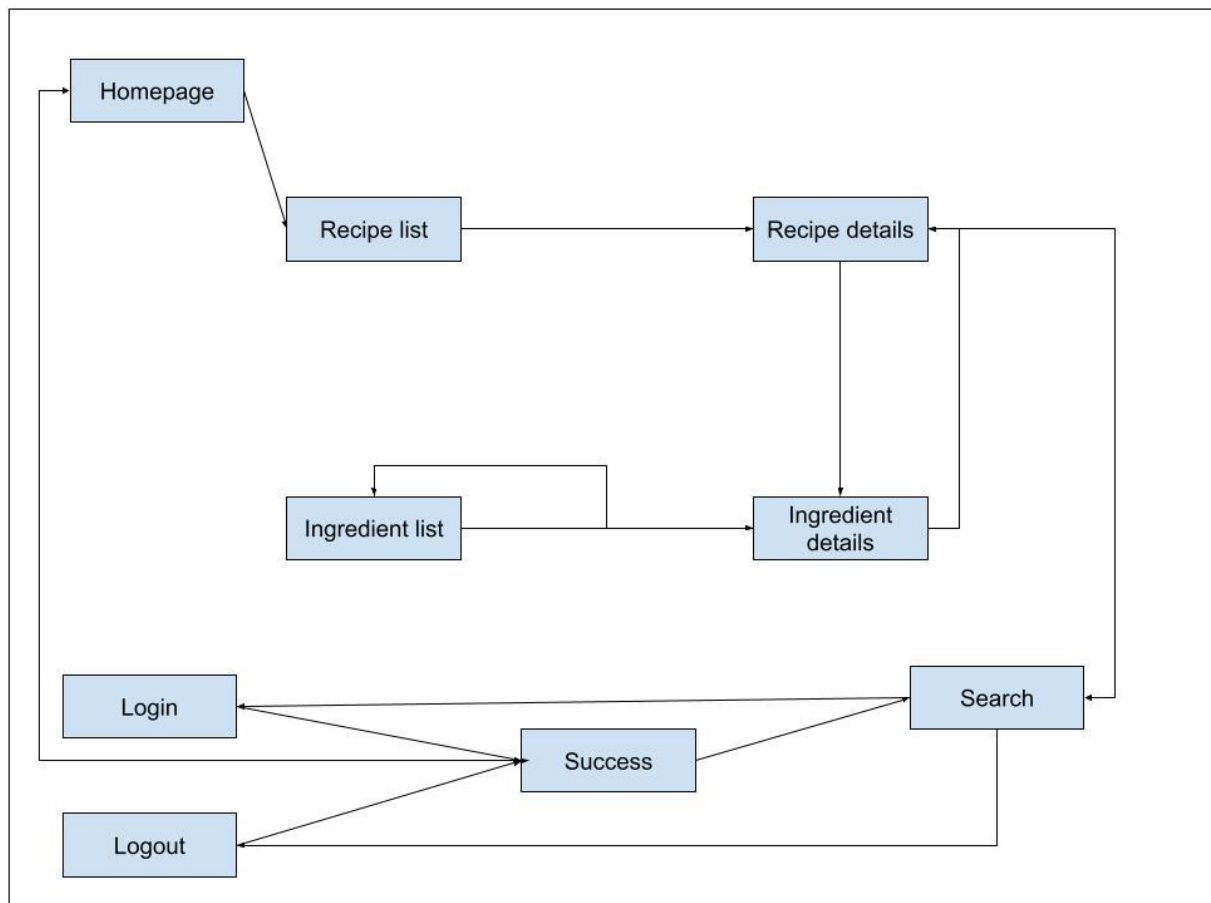 Homepage
Recipe list
Recipe details
Ingredient list
Ingredient
details
Login
Search
Success
Logout